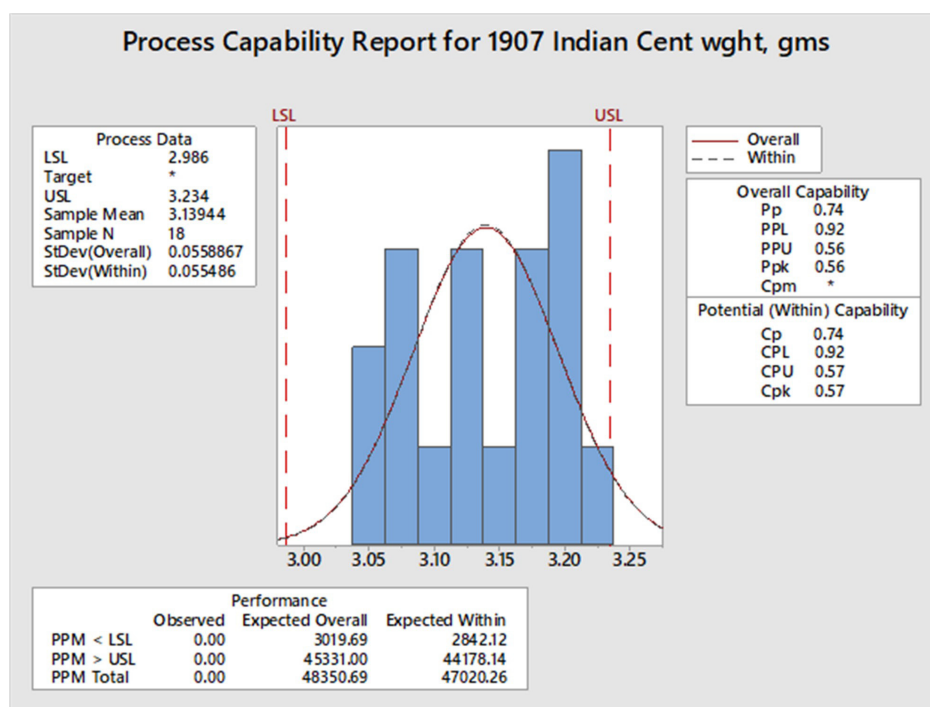 Process Capability Report for 1907 Indian Cent wght, gms
LSL USL
Process Data
LSL 2.986
Target *
USL 3.234
Sample Mean 3.13944
Sample N 18
StDev(Overall) 0.0558867
StDev(Within) 0.055486
Overall
Within
Overall Capability
Pp 0.74
PPL 0.92
PPU 0.56
Ppk 0.56
Cpm *
Potential (Within) Capability
Cp 0.74
CPL 0.92
CPU 0.57
Cpk 0.57
3.00 3.05 3.10 3.15 3.20 3.25
Performance
Observed Expected Overall Expected Within
PPM < LSL 0.00 3019.69 2842.12
PPM > USL 0.00 45331.00 44178.14
PPM Total 0.00 48350.69 47020.26